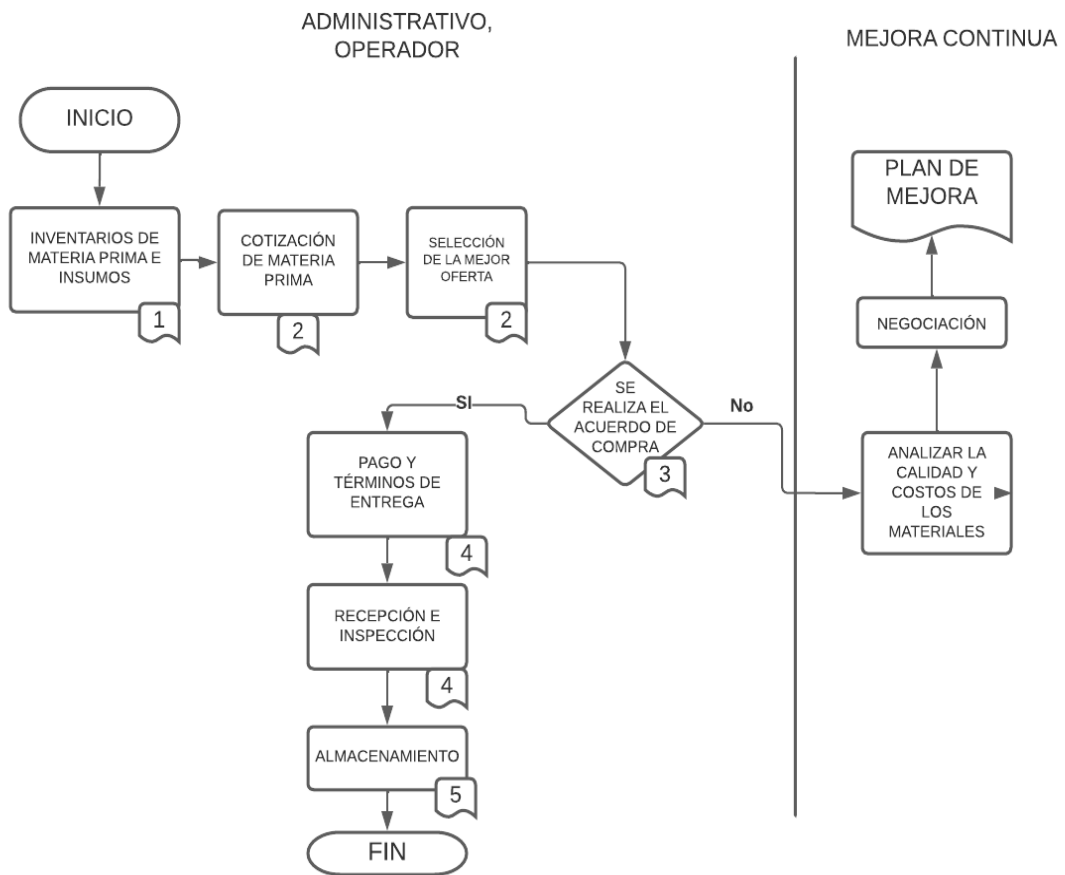 ADMINISTRATIVO,
OPERADOR
MEJORA CONTINUA
INICIO
INVENTARIOS DE
MATERIA PRIMA E
INSUMOS
1
COTIZACIÓN
DE MATERIA
PRIMA
2
SELECCIÓN
DE LA MEJOR
OFERTA
2
SE
REALIZA EL
ACUERDO DE
COMPRA
3
SI
No
PAGO Y
TÉRMINOS DE
ENTREGA
4
RECEPCIÓN E
INSPECCIÓN
4
ALMACENAMIENTO
5
FIN
PLAN DE
MEJORA
NEGOCIACIÓN
ANALIZAR LA
CALIDAD Y
COSTOS DE
LOS
MATERIALES